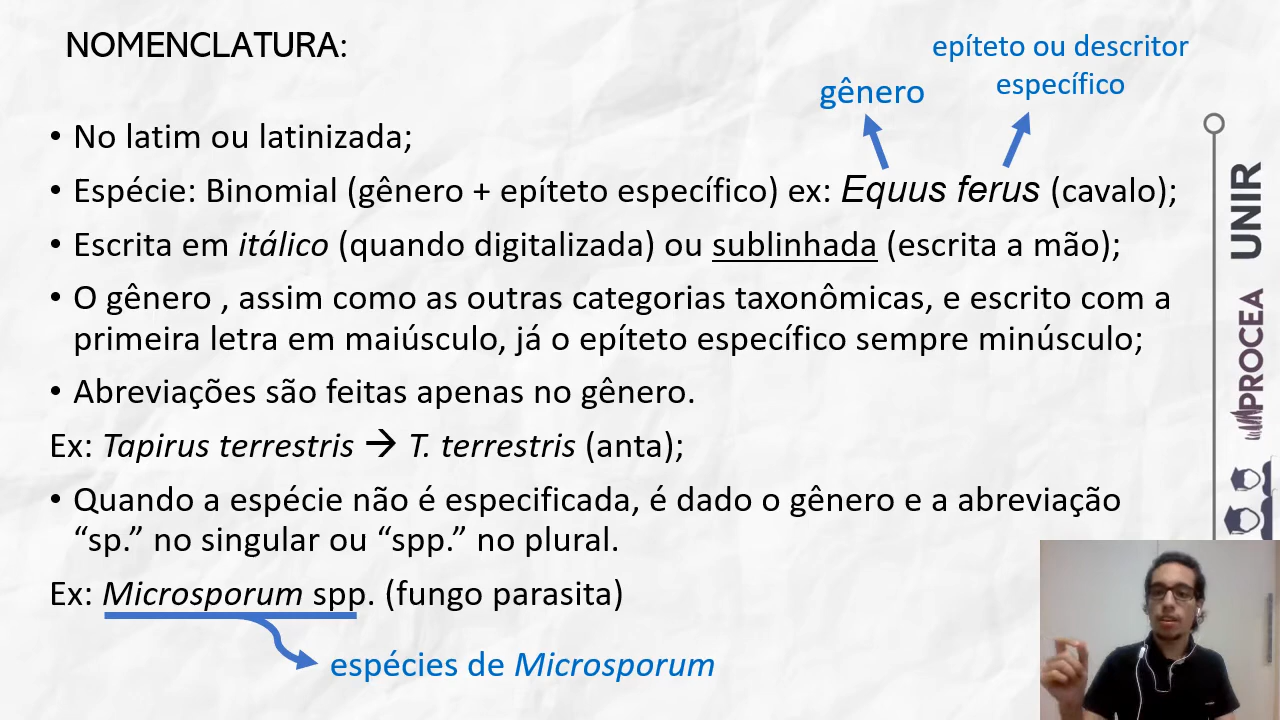 NOMENCLATURA:
epíteto ou descritor
específico
gênero
• No latim ou latinizada;
• Espécie: Binomial (gênero + epíteto específico) ex: Equus ferus (cavalo);
• Escrita em itálico (quando digitalizada) ou sublinhada (escrita a mão);
• O gênero , assim como as outras categorias taxonômicas, e escrito com a
primeira letra em maiúsculo, já o epíteto específico sempre minúsculo;
• Abreviações são feitas apenas no gênero.
Ex: Tapirus terrestris → T. terrestris (anta);
• Quando a espécie não é especificada, é dado o gênero e a abreviação
“sp.” no singular ou “spp.” no plural.
Ex: Microsporum spp. (fungo parasita)
espécies de Microsporum
UNIR
PROCEA